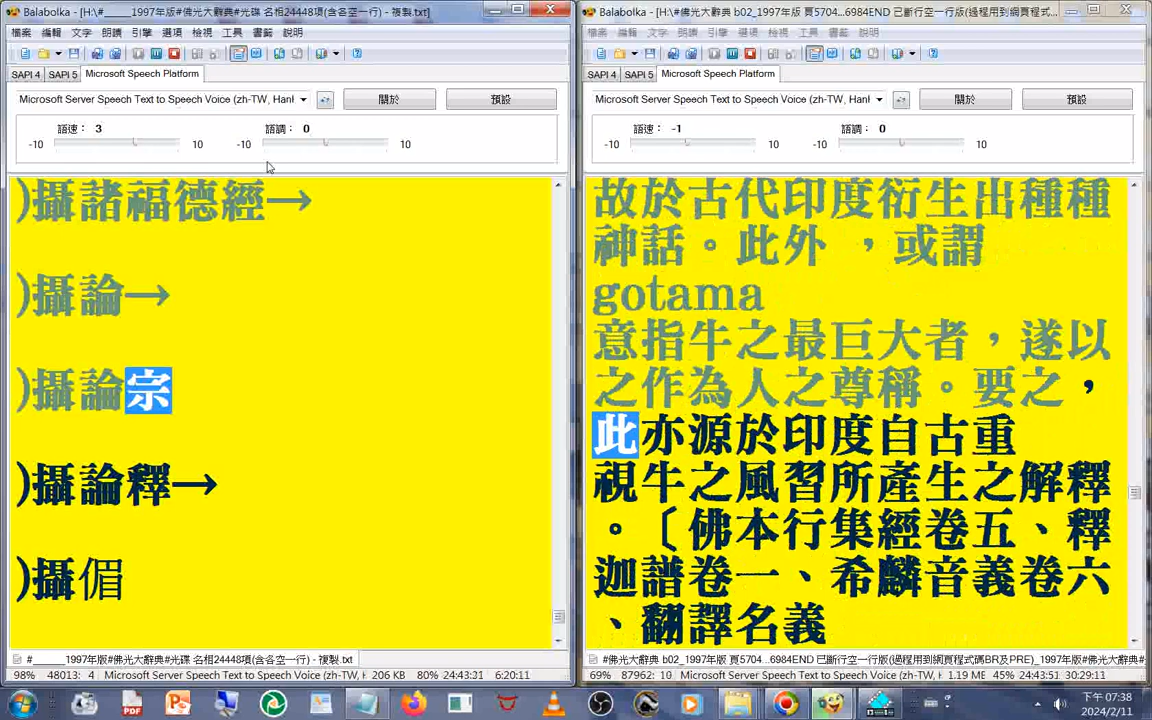 Balabolka - [H:\#_____1997年版#佛光大辭典#光碟 名相24448項(含各空一行) - 複製.txt]
檔案 編輯 文字 朗讀 引擎 選項 檢視 工具 書籤 說明
SAPI 4 SAPI 5 Microsoft Speech Platform
Microsoft Server Speech Text to Speech Voice (zh-TW, HanH
關於 預設
語速： 3 語調： 0
-10 10 -10 10
)攝諸福德經→
)攝論→
)攝論宗
)攝論釋→
)攝倡
#_____1997年版#佛光大辭典#光碟 名相24448項(含各空一行) - 複製.txt
98% 48013: 4 Microsoft Server Speech Text to Speech Voice (zh-TW, H 206 KB 80% 24:43:31 6:20:11
Balabolka - [H:\#佛光大辭典 b02_1997年版 頁5704...6984END 已斷行空一行版(過程用到網頁程式...
檔案 編輯 文字 朗讀 引擎 選項 檢視 工具 書籤 說明
SAPI 4 SAPI 5 Microsoft Speech Platform
Microsoft Server Speech Text to Speech Voice (zh-TW, HanH
關於 預設
語速： -1 語調： 0
-10 10 -10 10
故於古代印度衍生出種種
神話。此外 ，或謂
gotama
意指牛之最巨大者，遂以
之作為人之尊稱。要之，
此亦源於印度自古重
視牛之風習所產生之解釋
。〔佛本行集經卷五、釋
迦譜卷一、希麟音義卷六
、翻譯名義
#佛光大辭典 b02_1997年版 頁5704...6984END 已斷行空一行版(過程用到網頁程式碼BR及PRE)_1997年版#佛光大辭典#
69% 87962: 10 Microsoft Server Speech Text to Speech Voice (zh-TW, H 1.19 ME 45% 24:43:51 30:29:11
下午 07:38
2024/2/11